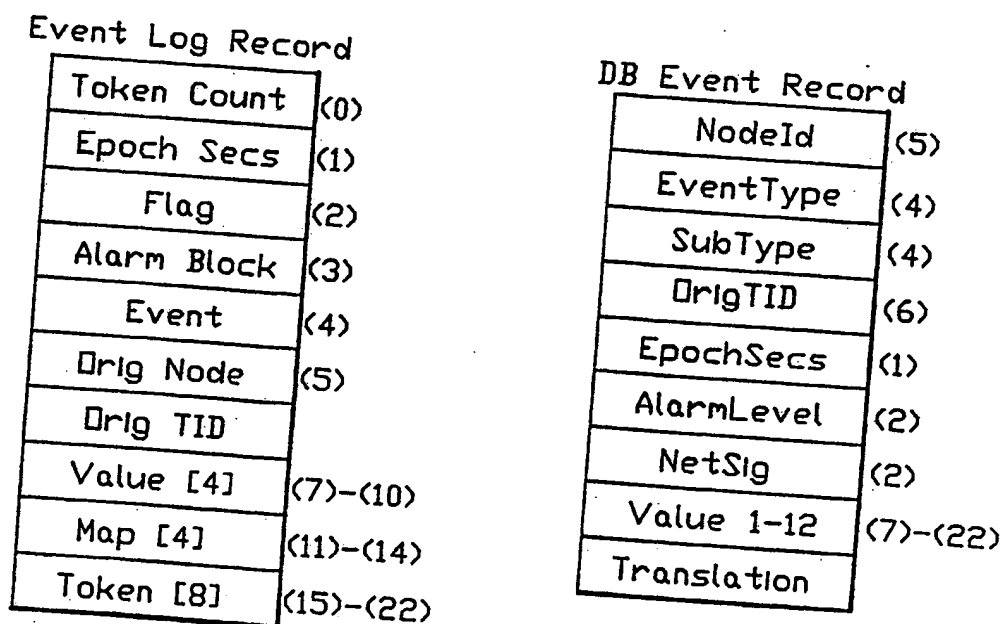 Event Log Record
Token Count (0)
Epoch Secs (1)
Flag (2)
Alarm Block (3)
Event (4)
Orig Node (5)
Orig TID
Value [4] (7)-(10)
Map [4] (11)-(14)
Token [8] (15)-(22)
DB Event Record
NodeId (5)
EventType (4)
SubType (4)
OrigTID (6)
EpochSecs (1)
AlarmLevel (2)
NetSig (2)
Value 1-12 (7)-(22)
Translation